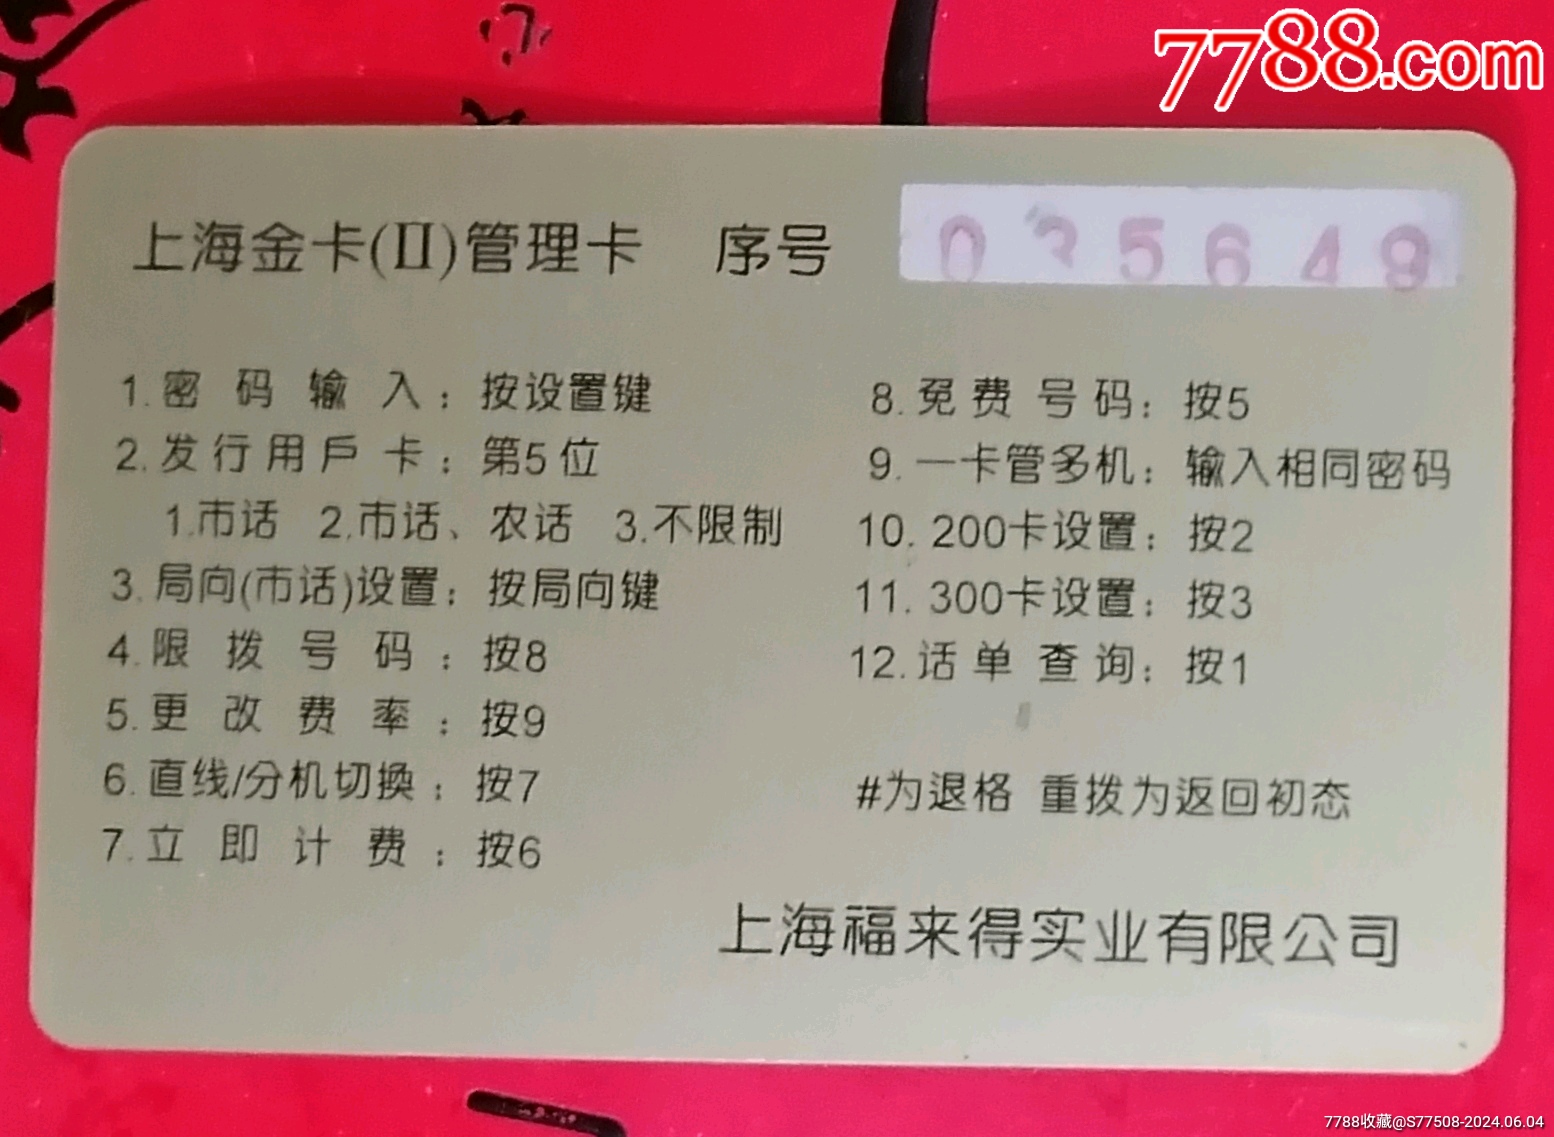 7788.com
上海金卡(II)管理卡 序号 035649
1.密码输入：按设置键
2.发行用戶卡：第5位
1.市话 2.市话、农话 3.不限制
3.局向(市话)设置：按局向键
4.限拨号码：按8
5.更改费率：按9
6.直线/分机切换：按7
7.立即计费：按6
8.免费号码：按5
9.一卡管多机：输入相同密码
10.200卡设置：按2
11.300卡设置：按3
12.话单查询：按1
#为退格 重拨为返回初态
上海福来得实业有限公司
7788收藏@S77508-2024.06.04